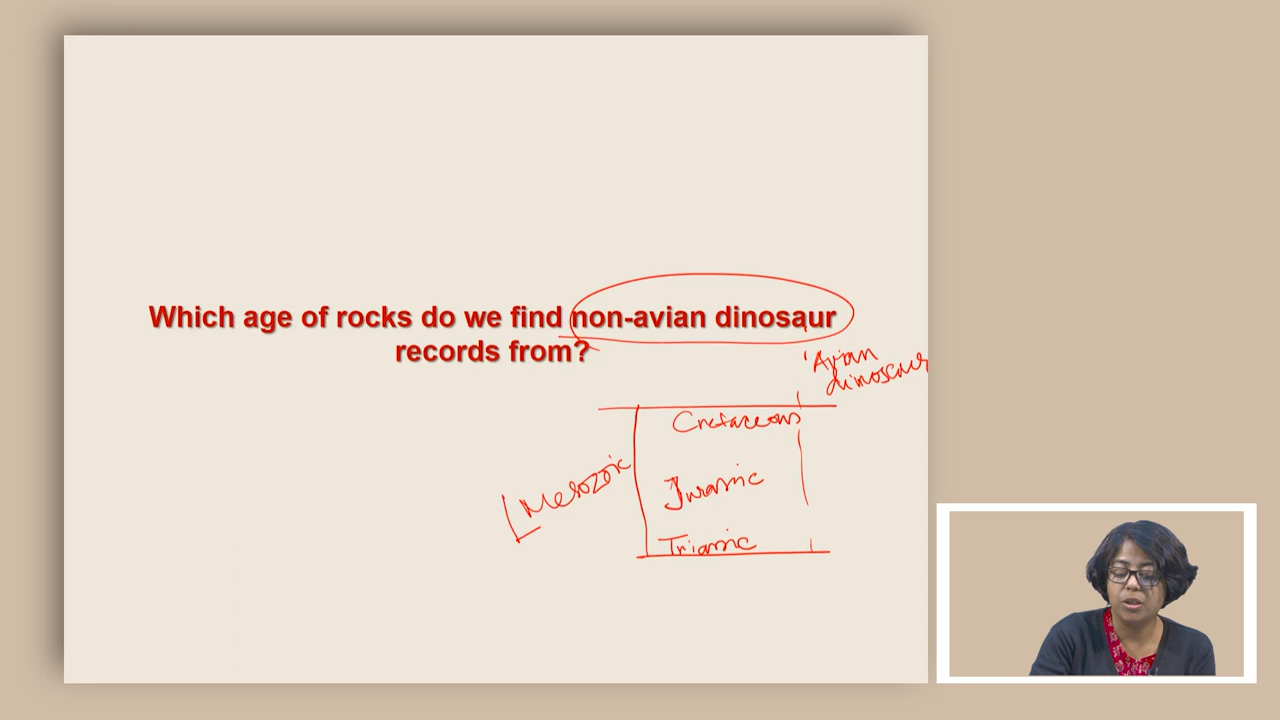 Which age of rocks do we find non-avian dinosaur
records from?
Avian
dinosaur
Cretaceous
Mesozoic
Jurassic
Triassic